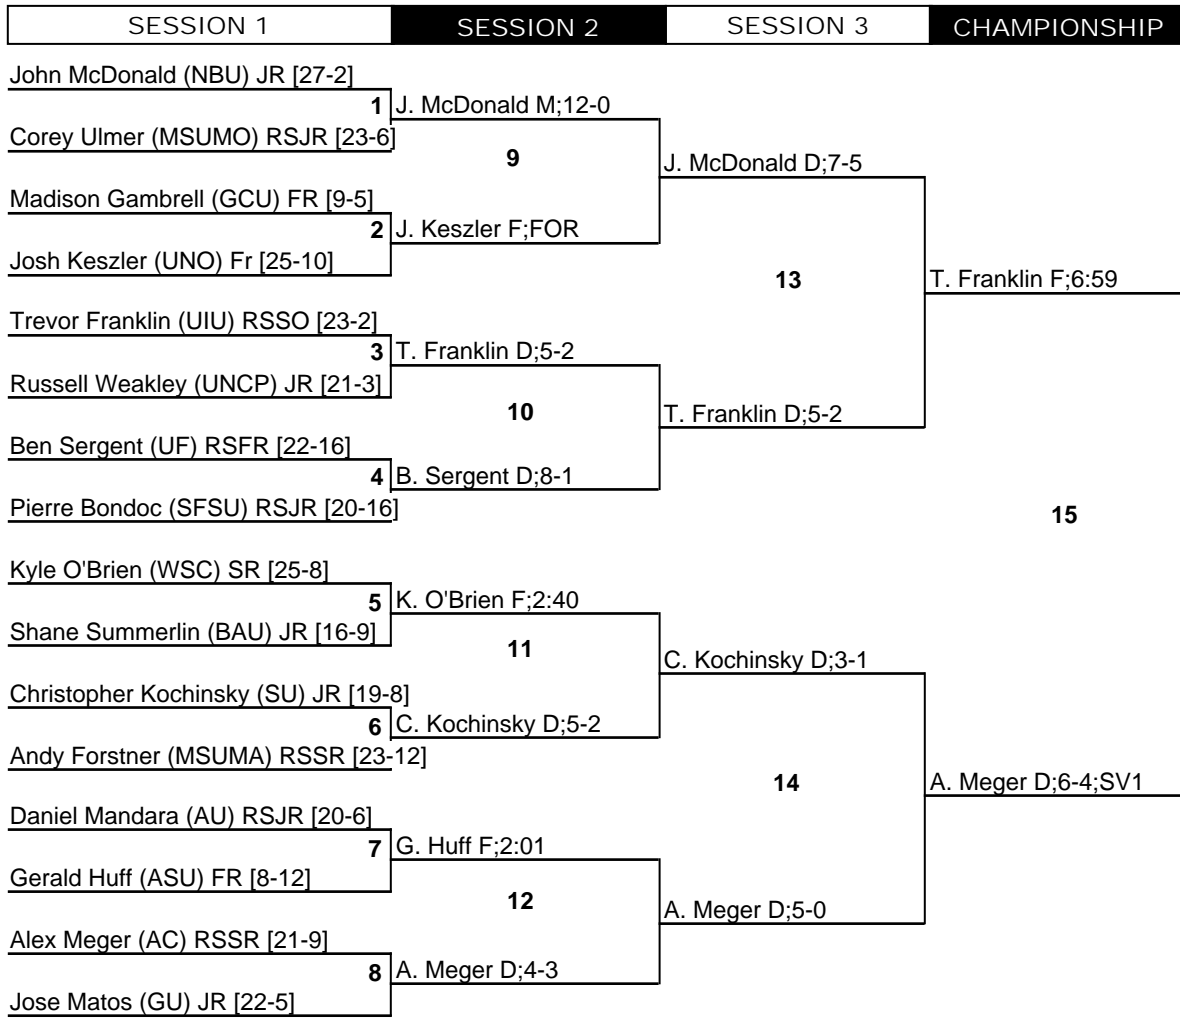 SESSION 1 SESSION 2 SESSION 3 CHAMPIONSHIP
John McDonald (NBU) JR [27-2]
1 J. McDonald M;12-0
Corey Ulmer (MSUMO) RSJR [23-6]
9
J. McDonald D;7-5
Madison Gambrell (GCU) FR [9-5]
2 J. Keszler F;FOR
Josh Keszler (UNO) Fr [25-10]
13
T. Franklin F;6:59
Trevor Franklin (UIU) RSSO [23-2]
3 T. Franklin D;5-2
Russell Weakley (UNCP) JR [21-3]
10
T. Franklin D;5-2
Ben Sergent (UF) RSFR [22-16]
4 B. Sergent D;8-1
Pierre Bondoc (SFSU) RSJR [20-16]
15
Kyle O'Brien (WSC) SR [25-8]
5 K. O'Brien F;2:40
Shane Summerlin (BAU) JR [16-9]
11
C. Kochinsky D;3-1
Christopher Kochinsky (SU) JR [19-8]
6 C. Kochinsky D;5-2
Andy Forstner (MSUMA) RSSR [23-12]
14
A. Meger D;6-4;SV1
Daniel Mandara (AU) RSJR [20-6]
7 G. Huff F;2:01
Gerald Huff (ASU) FR [8-12]
12
A. Meger D;5-0
Alex Meger (AC) RSSR [21-9]
8 A. Meger D;4-3
Jose Matos (GU) JR [22-5]